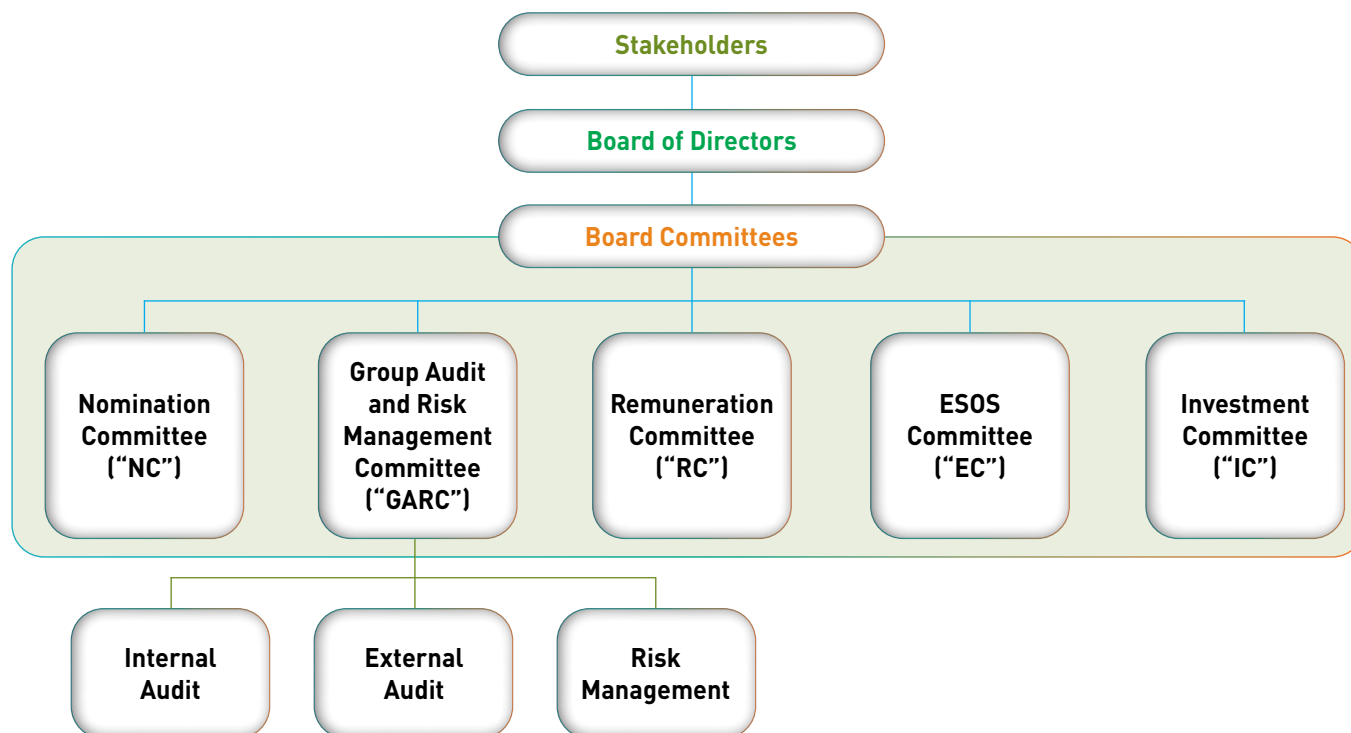 Stakeholders
Board of Directors
Board Committees
Nomination
Committee
(“NC”)
Group Audit
and Risk
Management
Committee
(“GARC”)
Remuneration
Committee
(“RC”)
ESOS
Committee
(“EC”)
Investment
Committee
(“IC”)
Internal
Audit
External
Audit
Risk
Management